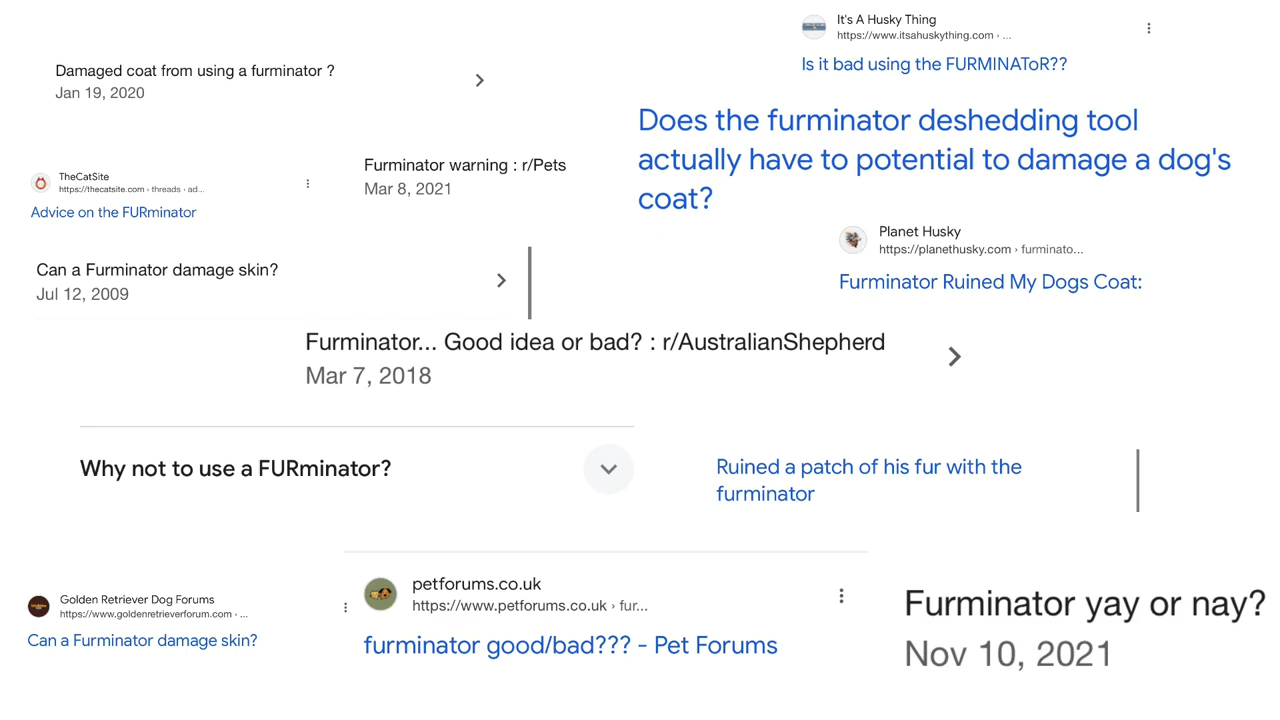 It's A Husky Thing
https://www.itsahuskything.com › ...
Is it bad using the FURMINAToR??
Damaged coat from using a furminator ?
Jan 19, 2020
Does the furminator deshedding tool
actually have to potential to damage a dog's
coat?
Furminator warning : r/Pets
Mar 8, 2021
TheCatSite
https://thecatsite.com › threads › ad...
Advice on the FURminator
Planet Husky
https://planethusky.com › furminato...
Furminator Ruined My Dogs Coat:
Can a Furminator damage skin?
Jul 12, 2009
Furminator... Good idea or bad? : r/AustralianShepherd
Mar 7, 2018
Why not to use a FURminator?
Ruined a patch of his fur with the
furminator
Golden Retriever Dog Forums
https://www.goldenretrieverforum.com › ...
Can a Furminator damage skin?
petforums.co.uk
https://www.petforums.co.uk › fur...
furminator good/bad??? - Pet Forums
Furminator yay or nay?
Nov 10, 2021